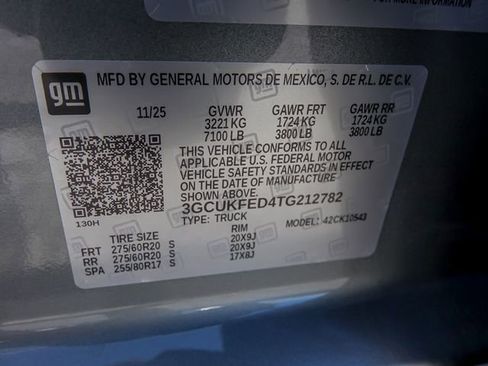 FOR MORE INFORMATION
gm
MFD BY GENERAL MOTORS DE MEXICO, S. DE R.L. DE C.V.
11/25 GVWR GAWR FRT GAWR RR
3221 KG 1724 KG 1724 KG
7100 LB 3800 LB 3800 LB
THIS VEHICLE CONFORMS TO ALL
APPLICABLE U.S. FEDERAL MOTOR
VEHICLE SAFETY STANDARDS IN EFFECT
ON THE DATE OF MANUFACTURE
SHOWN ABOVE.
3GCUKFED4TG212782
TYPE: TRUCK MODEL: 42CK10543
130H
TIRE SIZE RIM
FRT 275/60R20 S 20X9J
RR 275/60R20 S 20X9J
SPA 255/80R17 S 17X8J